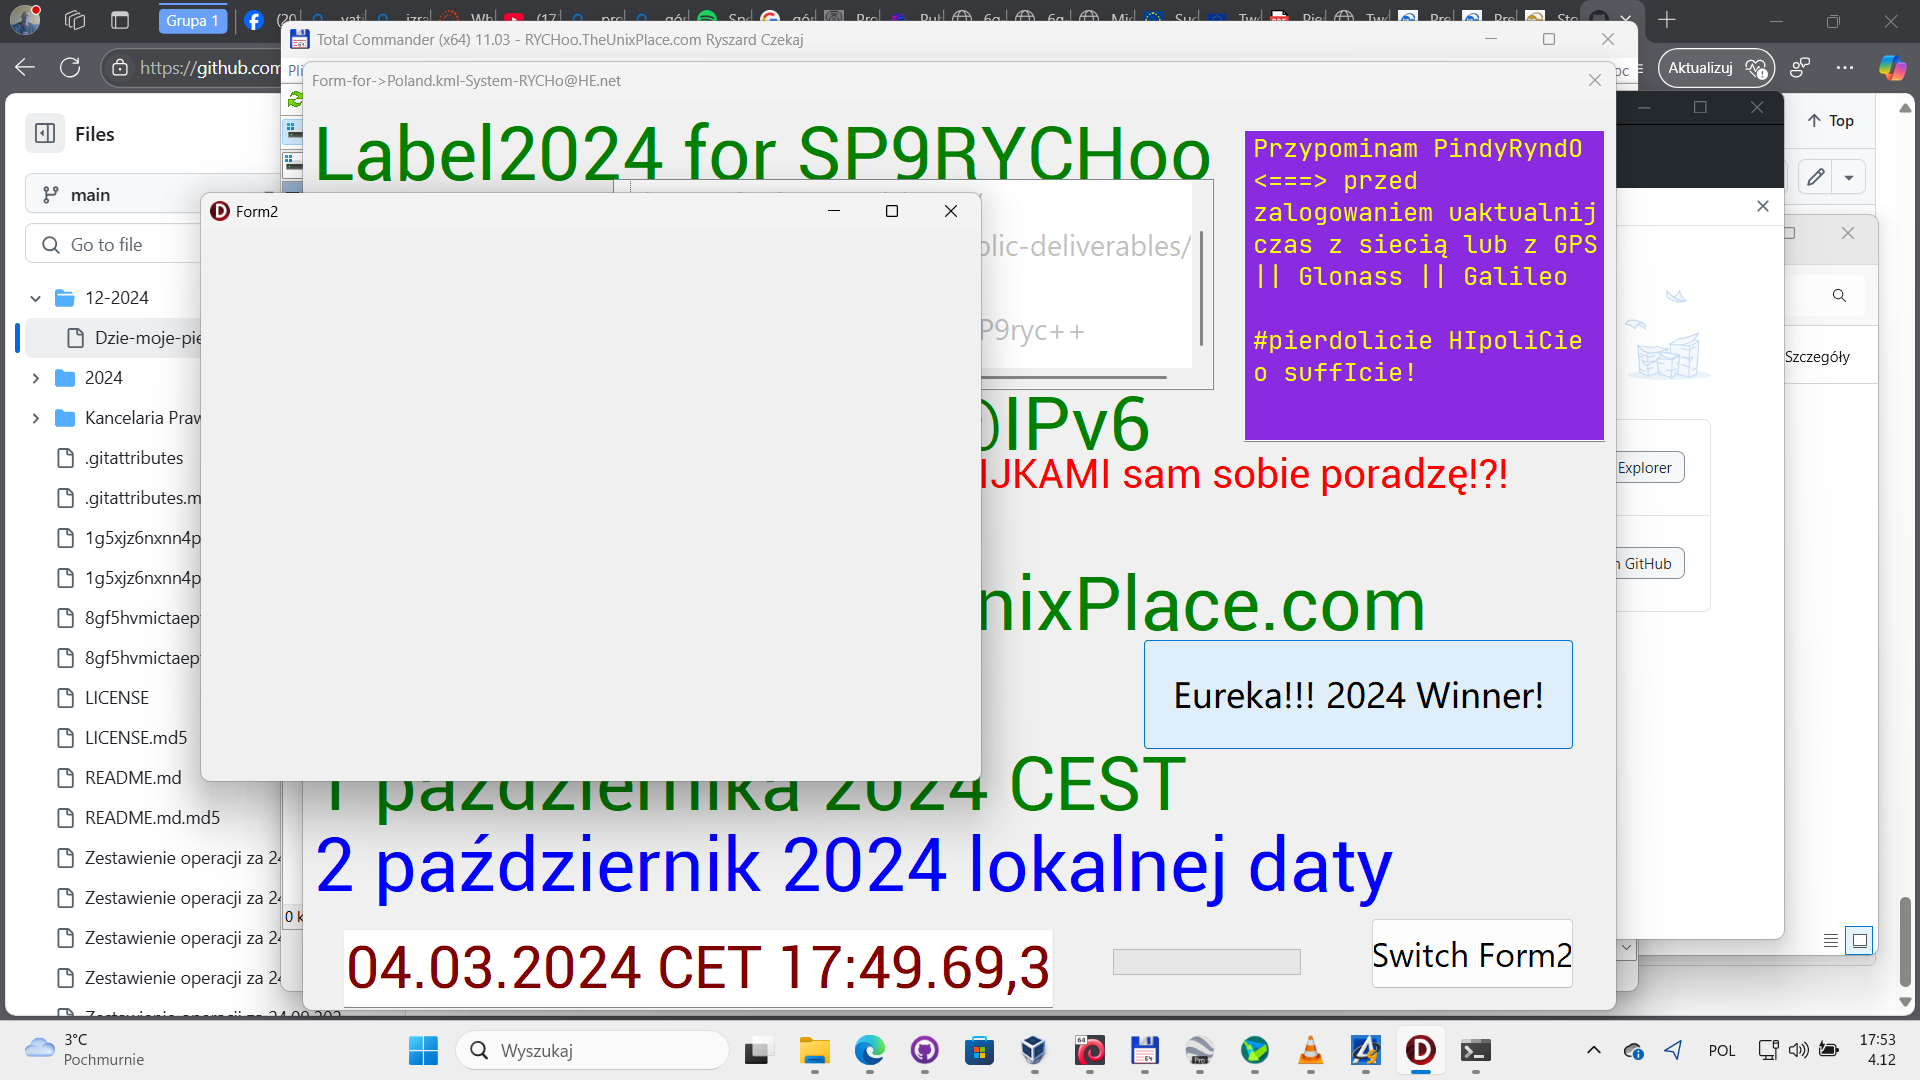 Grupa 1
https://github.com
Aktualizuj
Total Commander (x64) 11.03 - RYCHoo.TheUnixPlace.com Ryszard Czekaj
Form-for->Poland.kml-System-RYCHo@HE.net
Files
main
Go to file
12-2024
Dzie-moje-pie
2024
Kancelaria Praw
.gitattributes
.gitattributes.m
1g5xjz6nxnn4p
1g5xjz6nxnn4p
8gf5hvmictaep
8gf5hvmictaep
LICENSE
LICENSE.md5
README.md
README.md.md5
Zestawienie operacji za 24
Zestawienie operacji za 24
Zestawienie operacji za 24
Zestawienie operacji za 24
Label2024 for SP9RYCHoo
Form2
blic-deliverables/
P9ryc++
Przypominam PindyRyndO
<===> przed
zalogowaniem uaktualnij
czas z siecią lub z GPS
|| Glonass || Galileo
#pierdolicie HIpoliCie
o suffIcie!
@IPv6
IJKAMI sam sobie poradzę!?!
nixPlace.com
Eureka!!! 2024 Winner!
1 października 2024 CEST
2 październik 2024 lokalnej daty
04.03.2024 CET 17:49.69,3
Switch Form2
Top
Szczegóły
Explorer
GitHub
3°C
Pochmurnie
Wyszukaj
POL
17:53
4.12